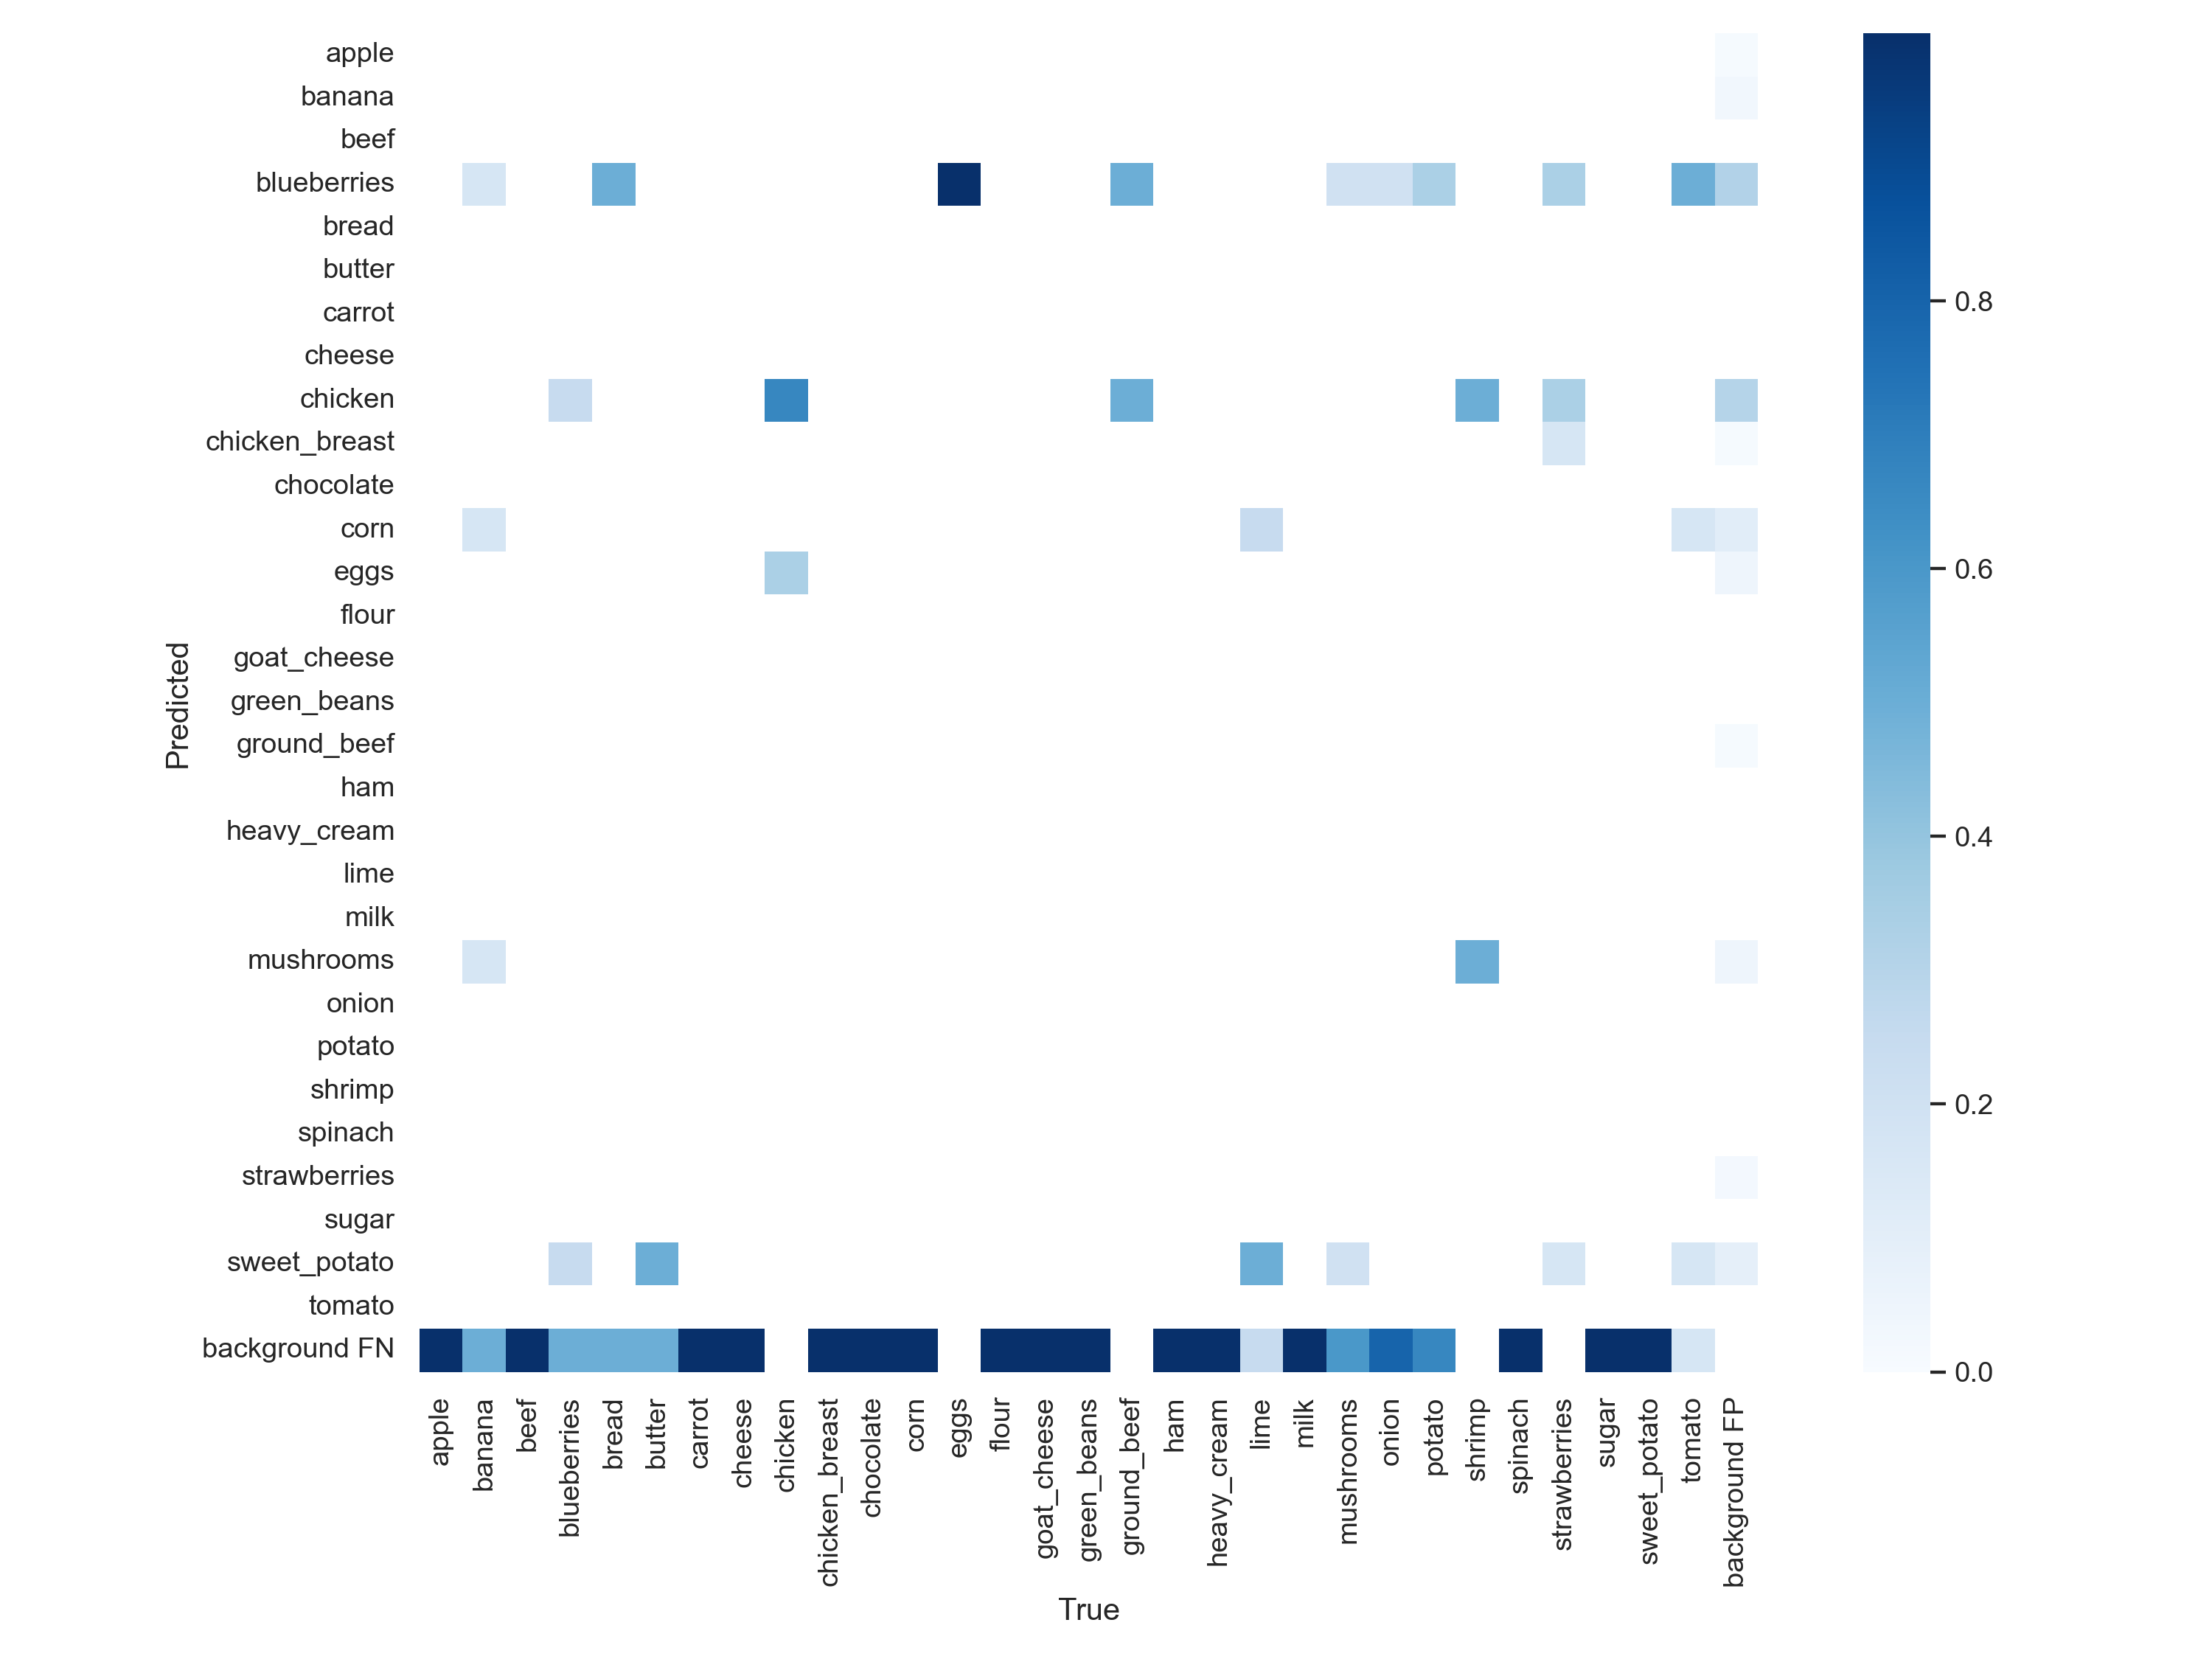 apple
banana
beef
blueberries
bread
butter
carrot
cheese
chicken
chicken_breast
chocolate
corn
eggs
flour
goat_cheese
green_beans
ground_beef
ham
heavy_cream
lime
milk
mushrooms
onion
potato
shrimp
spinach
strawberries
sugar
sweet_potato
tomato
background FN
Predicted
apple
banana
beef
blueberries
bread
butter
carrot
cheese
chicken
chicken_breast
chocolate
corn
eggs
flour
goat_cheese
green_beans
ground_beef
ham
heavy_cream
lime
milk
mushrooms
onion
potato
shrimp
spinach
strawberries
sugar
sweet_potato
tomato
background FP
True
0.8
0.6
0.4
0.2
0.0